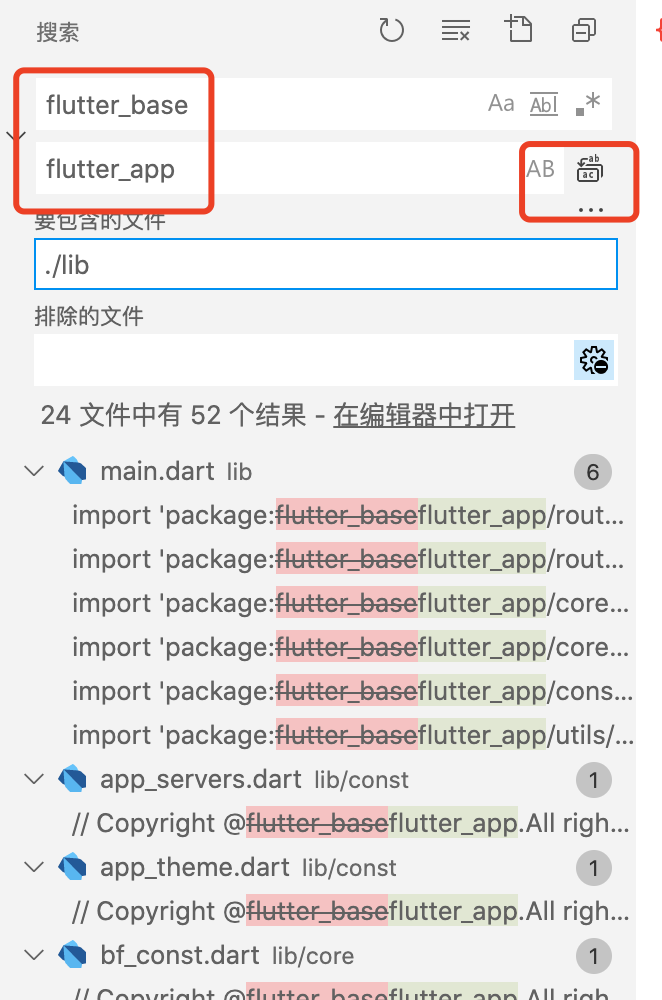 搜索
flutter_base Aa Abl .*
flutter_app AB
...
要包含的文件
./lib
排除的文件
24 文件中有 52 个结果 - 在编辑器中打开
main.dart lib 6
import 'package:flutter_baseflutter_app/rout...
import 'package:flutter_baseflutter_app/rout...
import 'package:flutter_baseflutter_app/core...
import 'package:flutter_baseflutter_app/core...
import 'package:flutter_baseflutter_app/cons...
import 'package:flutter_baseflutter_app/utils/...
app_servers.dart lib/const 1
// Copyright @flutter_baseflutter_app.All righ...
app_theme.dart lib/const 1
// Copyright @flutter_baseflutter_app.All righ...
bf_const.dart lib/core 1
// Copyright @flutter_baseflutter_app.All righ...